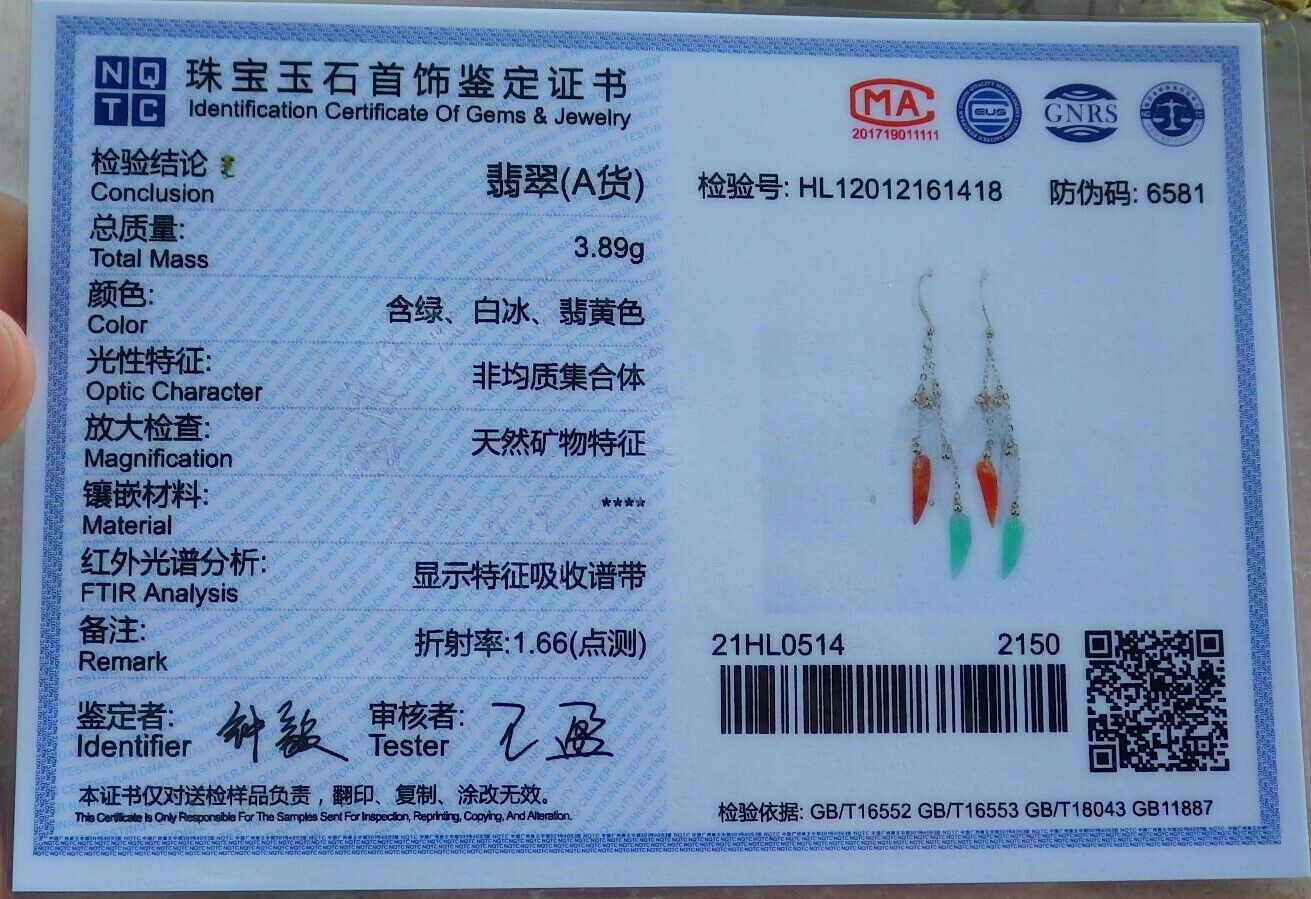 NQ
TC
珠宝玉石首饰鉴定证书
Identification Certificate Of Gems & Jewelry
检验结论
Conclusion
翡翠(A货)
总质量:
Total Mass
3.89g
颜色:
Color
含绿、白冰、翡黄色
光性特征:
Optic Character
非均质集合体
放大检查:
Magnification
天然矿物特征
镶嵌材料:
Material
****
红外光谱分析:
FTIR Analysis
显示特征吸收谱带
备注:
Remark
折射率:1.66(点测)
鉴定者:
Identifier
审核者:
Tester
本证书仅对送检样品负责，翻印、复制、涂改无效。
This Certificate Is Only Responsible For The Samples Sent For Inspection, Reprinting, Copying, And Alteration.
MA
201719011111
EUS
GNRS
检验号: HL12012161418 防伪码: 6581
21HL0514 2150
检验依据: GB/T16552 GB/T16553 GB/T18043 GB11887